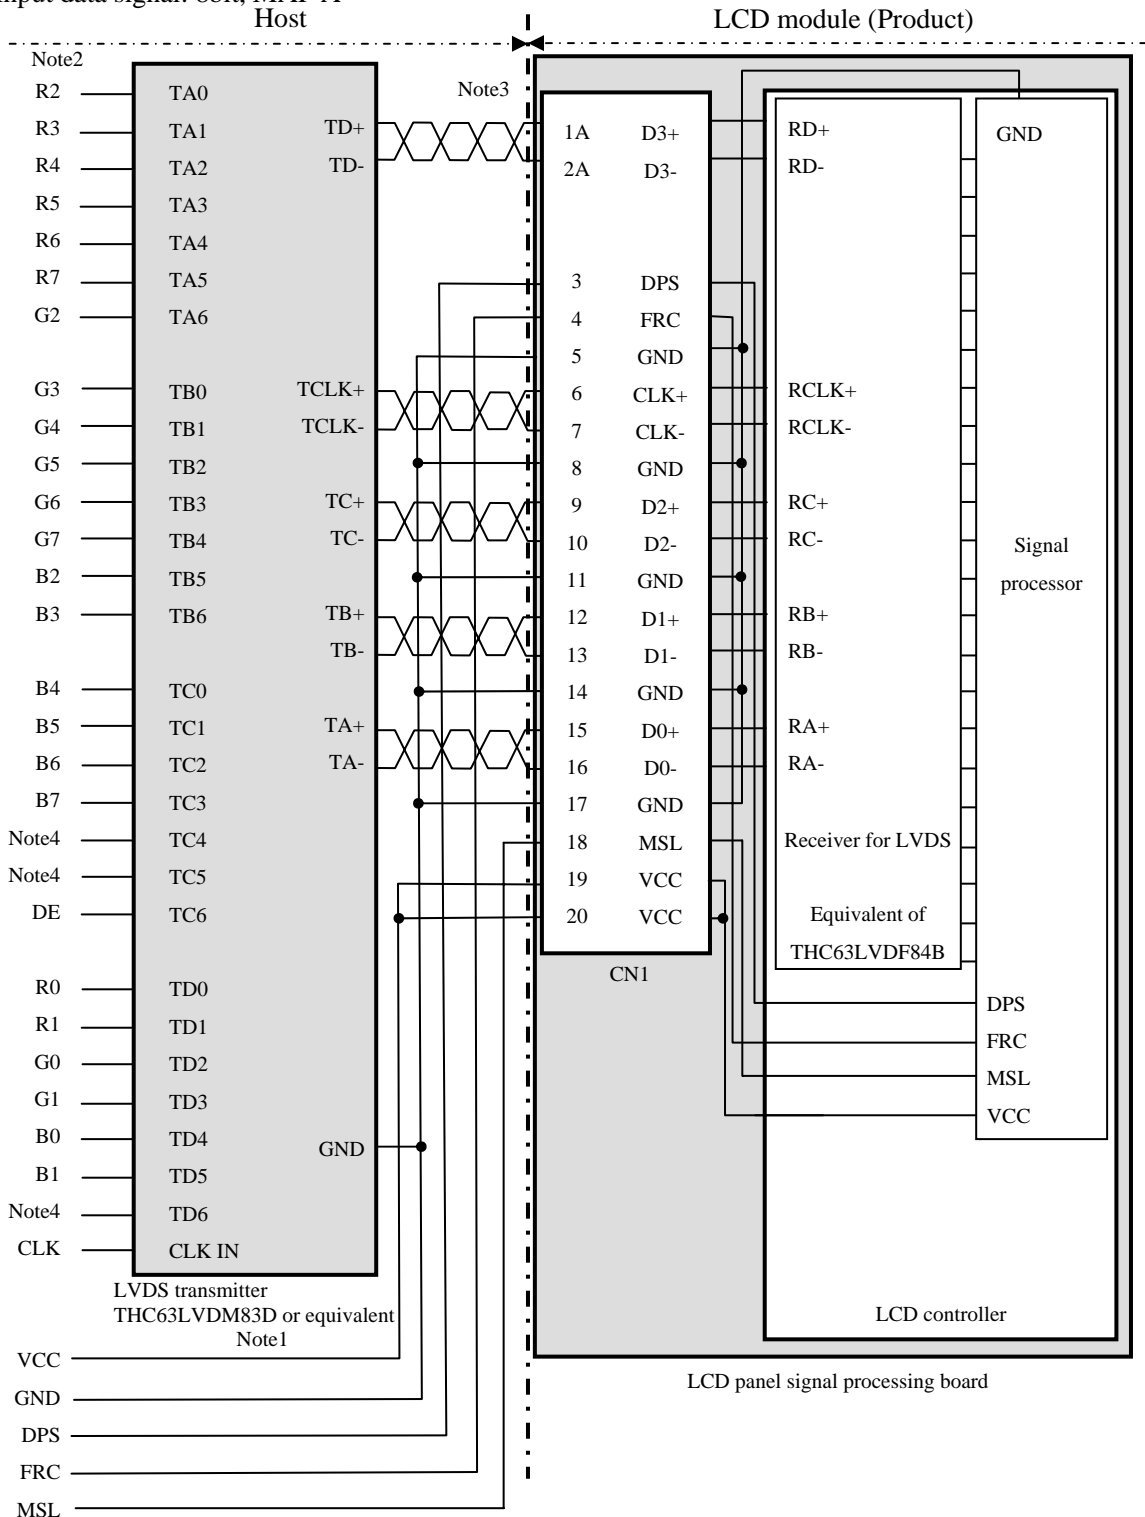 Input data signal: 8bit, MAP A
Host
LCD module (Product)
Note2
Note3
R2 TA0
R3 TA1 TD+ 1A D3+ RD+ GND
R4 TA2 TD- 2A D3- RD-
R5 TA3
R6 TA4
R7 TA5 3 DPS
G2 TA6 4 FRC
5 GND
G3 TB0 TCLK+ 6 CLK+ RCLK+
G4 TB1 TCLK- 7 CLK- RCLK-
G5 TB2 8 GND
G6 TB3 TC+ 9 D2+ RC+
G7 TB4 TC- 10 D2- RC- Signal
B2 TB5 11 GND processor
B3 TB6 TB+ 12 D1+ RB+
TB- 13 D1- RB-
B4 TC0 14 GND
B5 TC1 TA+ 15 D0+ RA+
B6 TC2 TA- 16 D0- RA-
B7 TC3 17 GND
Note4 TC4 18 MSL Receiver for LVDS
Note4 TC5 19 VCC
DE TC6 20 VCC Equivalent of
THC63LVDF84B
CN1
R0 TD0 DPS
R1 TD1 FRC
G0 TD2 MSL
G1 TD3 VCC
B0 TD4 GND
B1 TD5
Note4 TD6
CLK CLK IN
LVDS transmitter
THC63LVDM83D or equivalent
Note1
LCD controller
VCC
LCD panel signal processing board
GND
DPS
FRC
MSL